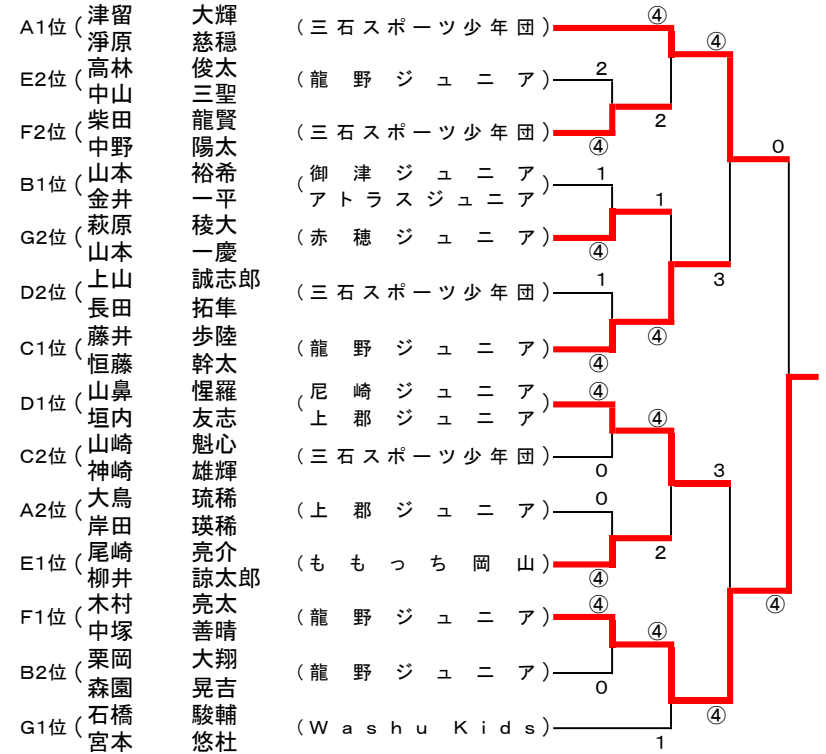 津留 大輝 ④
A1位 ( (三石スポーツ少年団)
淨原 慈穏 ④
高林 俊太 2
E2位 ( (龍野ジュニア)
中山 三聖
柴田 龍賢 2
F2位 ( (三石スポーツ少年団)
中野 陽太 ④ 0
山本 裕希 御津ジュニア 1
B1位 ( (
金井 一平 アトラスジュニア 1
萩原 稜大
G2位 ( (赤穂ジュニア)
山本 一慶 ④
上山 誠志郎 1 3
D2位 ( (三石スポーツ少年団)
長田 拓隼
藤井 歩陸 ④
C1位 ( (龍野ジュニア)
恒藤 幹太 ④
山鼻 惺羅 尼崎ジュニア ④
D1位 ( (
垣内 友志 上郡ジュニア ④
山崎 魁心
C2位 ( (三石スポーツ少年団)
神崎 雄輝 0 3
大鳥 琉稀 0
A2位 ( (上郡ジュニア)
岸田 瑛稀
尾崎 亮介 2
E1位 ( (ももっち岡山)
柳井 諒太郎 ④
木村 亮太 ④ ④
F1位 ( (龍野ジュニア)
中塚 善晴 ④
栗岡 大翔
B2位 ( (龍野ジュニア)
森園 晃吉 0
石橋 駿輔 ④
G1位 ( (Washu Kids)
宮本 悠杜 1